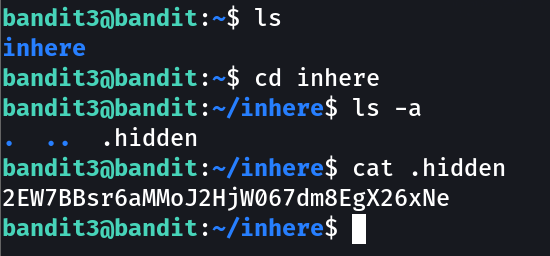 bandit3@bandit:~$ ls
inhere
bandit3@bandit:~$ cd inhere
bandit3@bandit:~/inhere$ ls -a
.  ..  .hidden
bandit3@bandit:~/inhere$ cat .hidden
2EW7BBsr6aMMoJ2HjW067dm8EgX26xNe
bandit3@bandit:~/inhere$